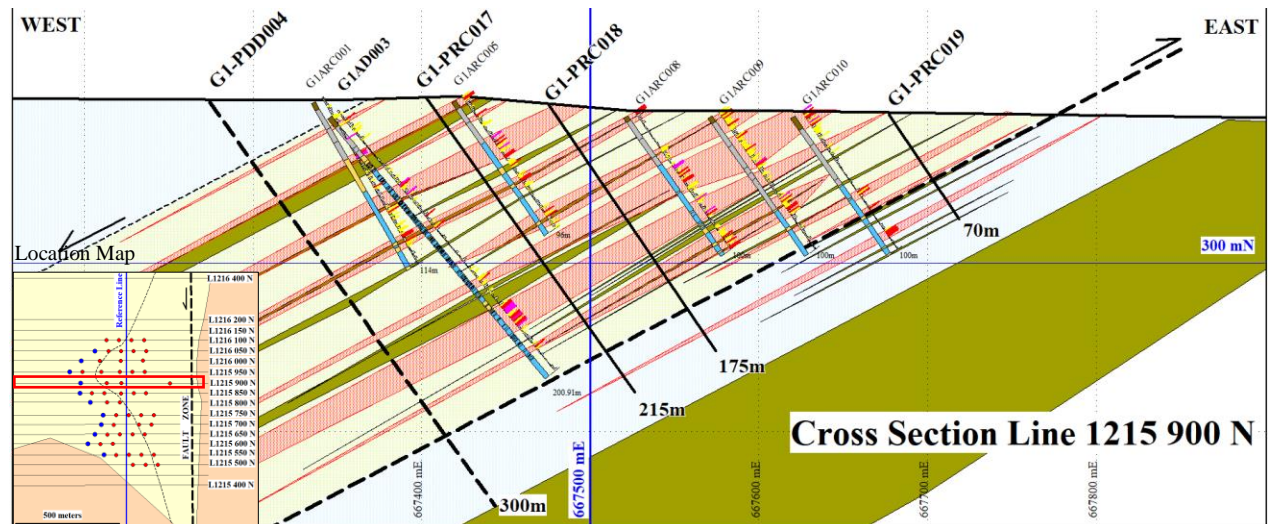 WEST
EAST
G1-PDD004
G1ARC001
G1AD003
G1-PRC017
G1ARC005
G1-PRC018
G1ARC008
G1ARC009
G1ARC010
G1-PRC019
96m
114m
100m
100m
100m
200.91m
70m
175m
215m
300m
300 mN
667400 mE
667500 mE
667600 mE
667700 mE
667800 mE
Cross Section Line 1215 900 N
Location Map
Reference Line
FAULT ZONE
L1216 400 N
L1216 200 N
L1216 150 N
L1216 100 N
L1216 050 N
L1216 000 N
L1215 950 N
L1215 900 N
L1215 850 N
L1215 800 N
L1215 750 N
L1215 700 N
L1215 650 N
L1215 600 N
L1215 550 N
L1215 500 N
L1215 400 N
500 meters